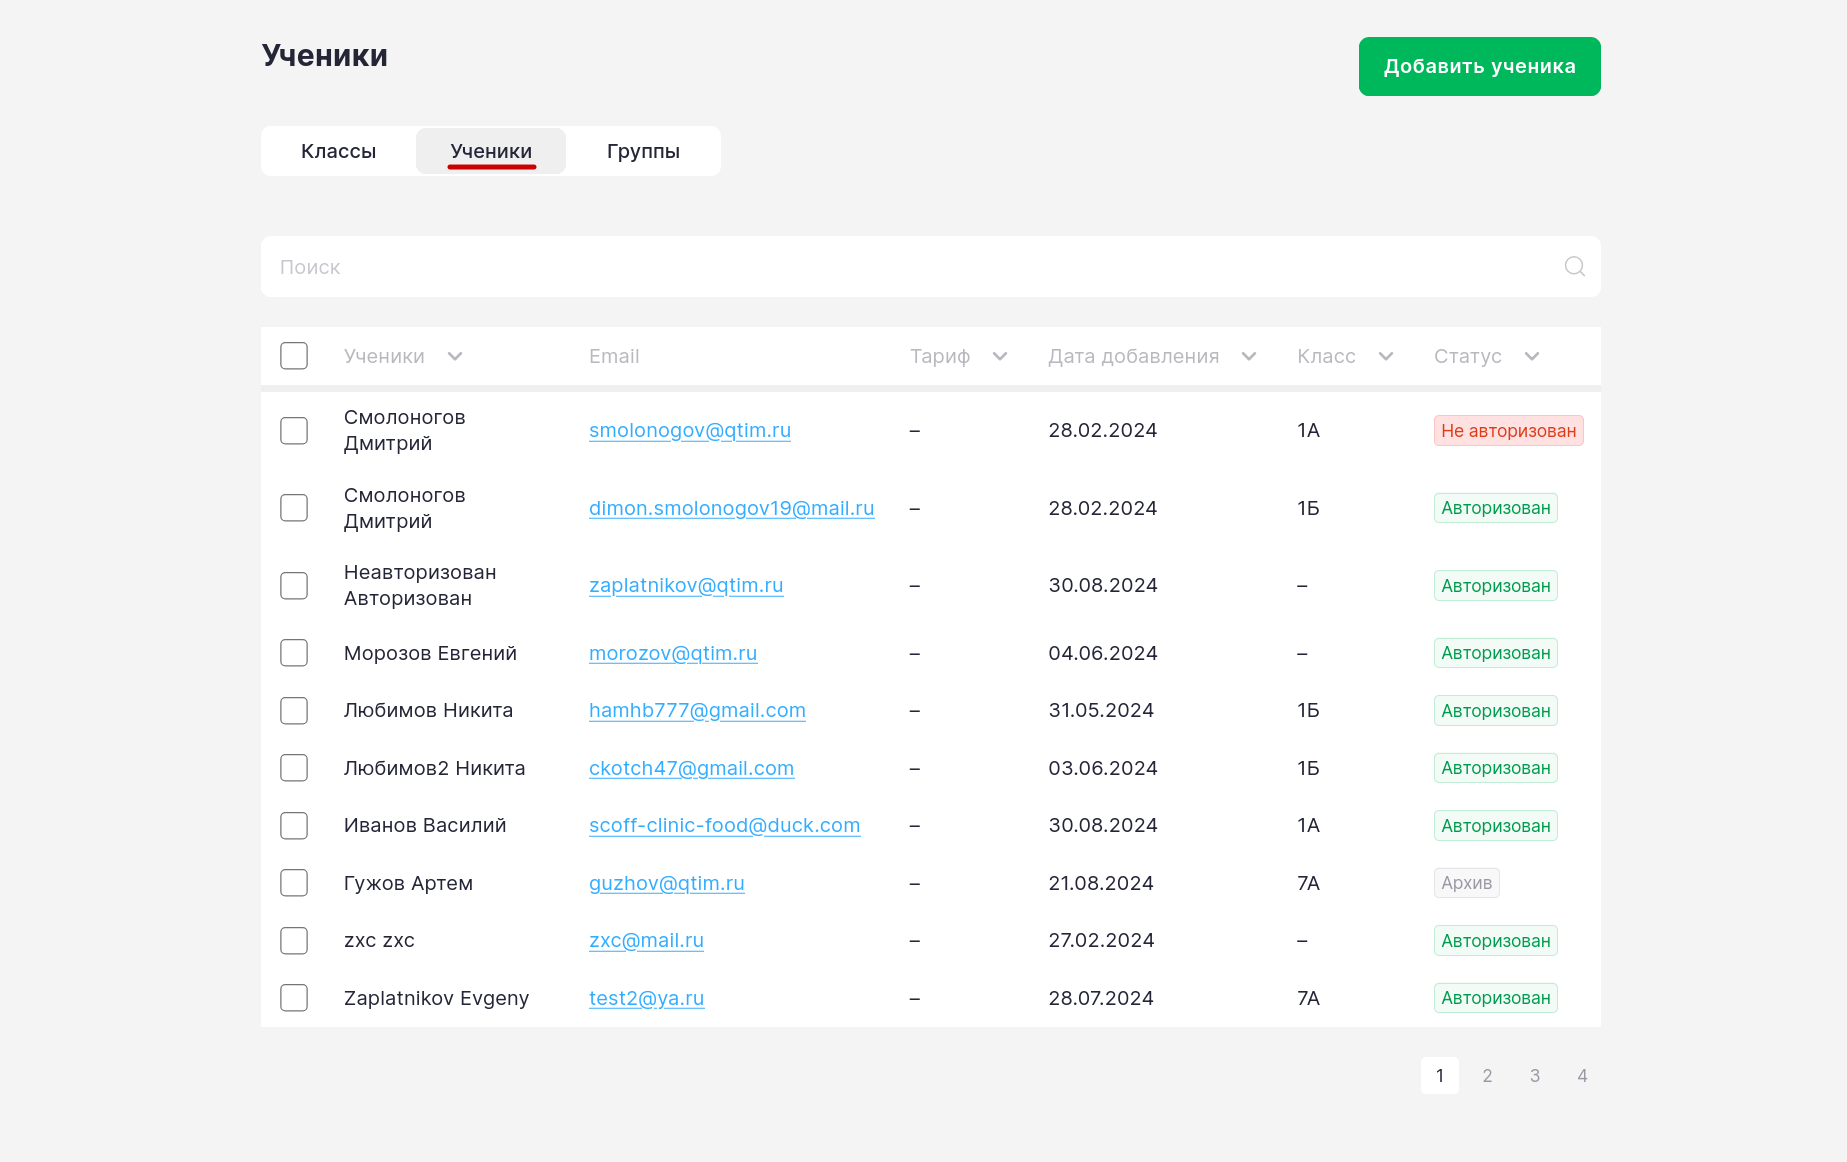 Ученики
Добавить ученика
Классы Ученики Группы
Поиск
Ученики Email Тариф Дата добавления Класс Статус
Смолоногов
Дмитрий
smolonogov@qtim.ru – 28.02.2024 1А Не авторизован
Смолоногов
Дмитрий
dimon.smolonogov19@mail.ru – 28.02.2024 1Б Авторизован
Неавторизован
Авторизован
zaplatnikov@qtim.ru – 30.08.2024 – Авторизован
Морозов Евгений morozov@qtim.ru – 04.06.2024 – Авторизован
Любимов Никита hamhb777@gmail.com – 31.05.2024 1Б Авторизован
Любимов2 Никита ckotch47@gmail.com – 03.06.2024 1Б Авторизован
Иванов Василий scoff-clinic-food@duck.com – 30.08.2024 1А Авторизован
Гужов Артем guzhov@qtim.ru – 21.08.2024 7А Архив
zxc zxc zxc@mail.ru – 27.02.2024 – Авторизован
Zaplatnikov Evgeny test2@ya.ru – 28.07.2024 7А Авторизован
1 2 3 4